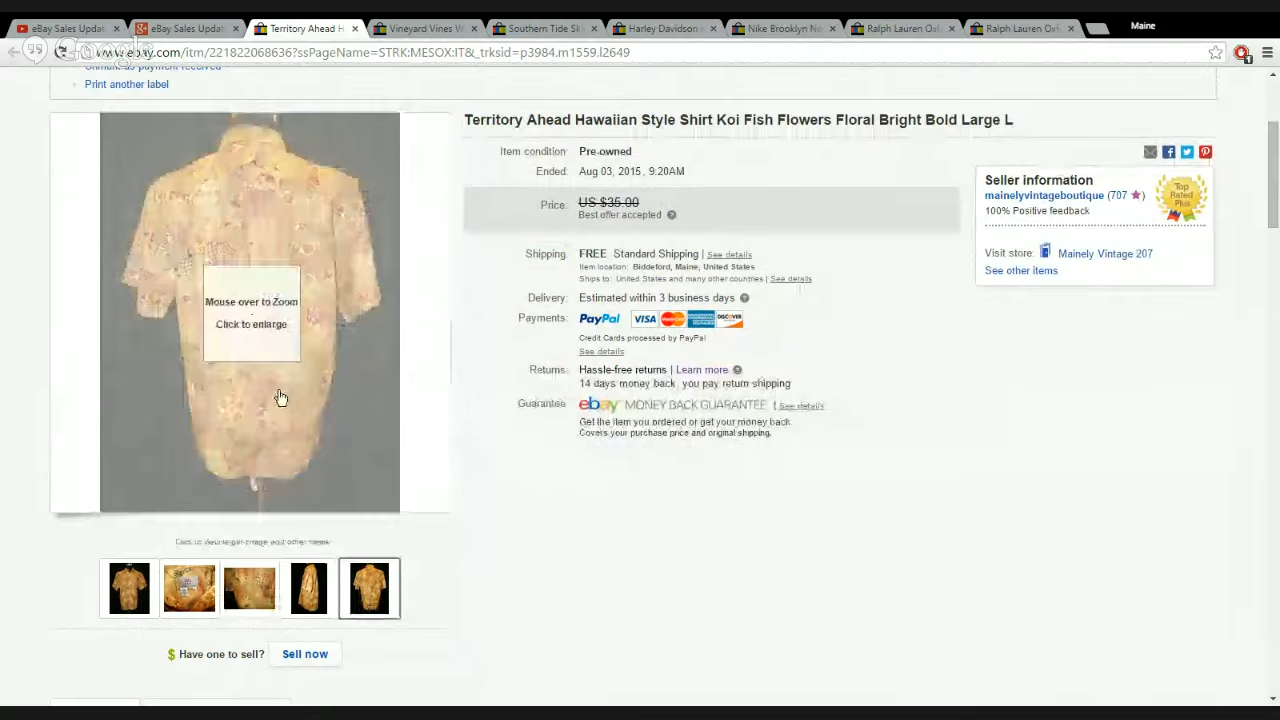 eBay Sales Updat
eBay Sales Updat
Territory Ahead H
Vineyard Vines W
Southern Tide Sk
Harley Davidson
Nike Brooklyn Ne
Ralph Lauren Oxf
Ralph Lauren Oxf
Maine
Google
www.ebay.com/itm/221822068636?ssPageName=STRK:MESOX:IT&_trksid=p3984.m1559.l2649
Unmark as payment received
Print another label
Territory Ahead Hawaiian Style Shirt Koi Fish Flowers Floral Bright Bold Large L
Item condition: Pre-owned
Ended: Aug 03, 2015 , 9:20AM
Price: US $35.00
Best offer accepted
Shipping: FREE Standard Shipping | See details
Item location: Biddeford, Maine, United States
Ships to: United States and many other countries | See details
Delivery: Estimated within 3 business days
Payments: PayPal VISA MasterCard DISCOVER
Credit Cards processed by PayPal
See details
Returns: Hassle-free returns | Learn more
14 days money back, you pay return shipping
Guarantee: ebay MONEY BACK GUARANTEE | See details
Get the item you ordered or get your money back.
Covers your purchase price and original shipping.
Seller information
mainelyvintageboutique (707 ★)
100% Positive feedback
Top Rated Plus
Visit store: Mainely Vintage 207
See other items
Mouse over to Zoom
-
Click to enlarge
$ Have one to sell? Sell now